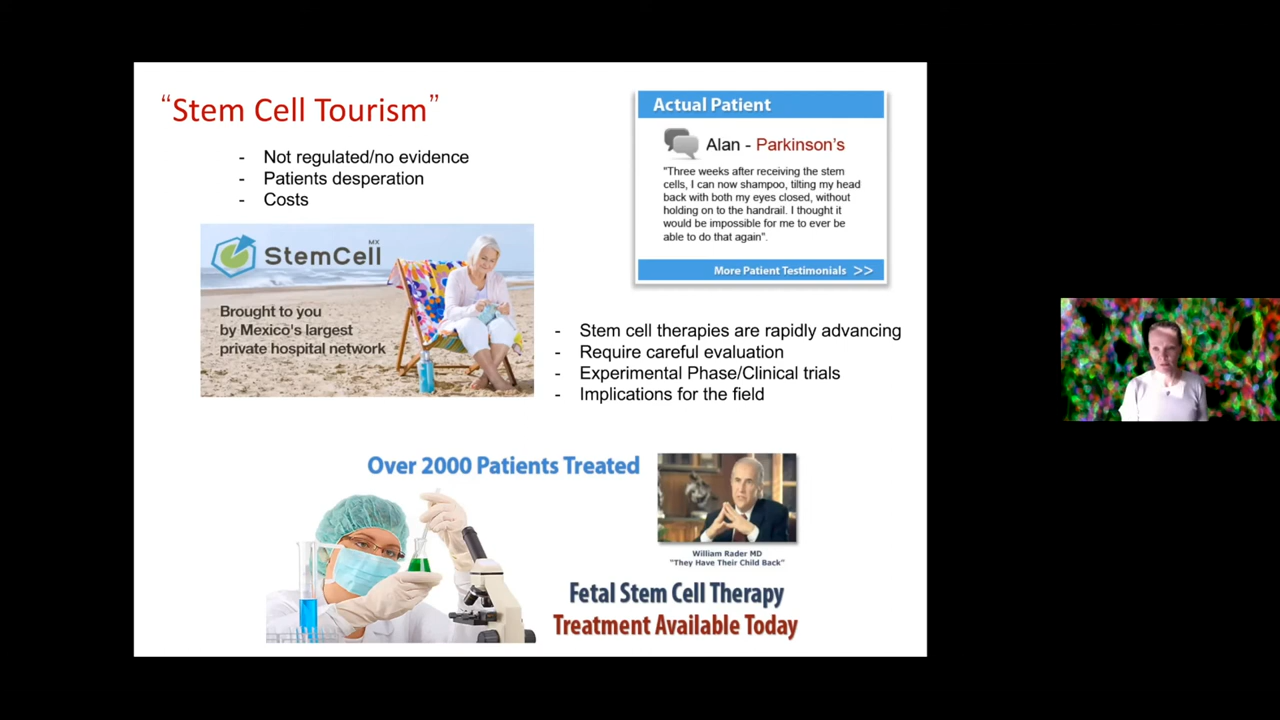 “Stem Cell Tourism”
- Not regulated/no evidence
- Patients desperation
- Costs
StemCell MX
Brought to you
by Mexico's largest
private hospital network
Actual Patient
Alan - Parkinson's
"Three weeks after receiving the stem
cells, I can now shampoo, tilting my head
back with both my eyes closed, without
holding on to the handrail. I thought it
would be impossible for me to ever be
able to do that again".
More Patient Testimonials >>
- Stem cell therapies are rapidly advancing
- Require careful evaluation
- Experimental Phase/Clinical trials
- Implications for the field
Over 2000 Patients Treated
William Rader MD
"They Have Their Child Back"
Fetal Stem Cell Therapy
Treatment Available Today